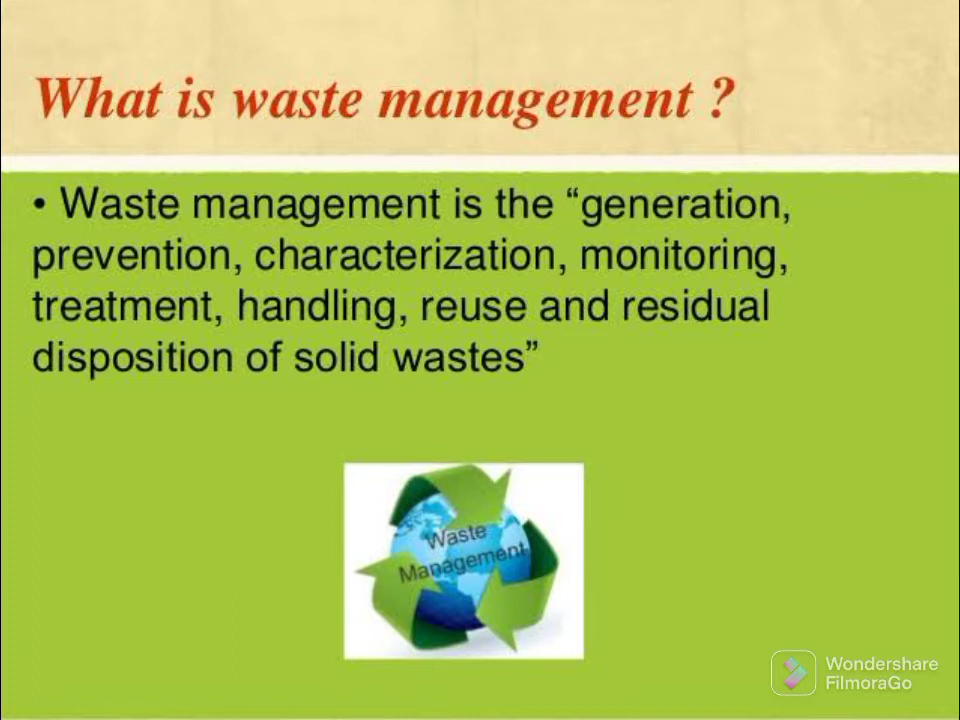 What is waste management ?
• Waste management is the “generation,
prevention, characterization, monitoring,
treatment, handling, reuse and residual
disposition of solid wastes”
Waste
Management
Wondershare
FilmoraGo